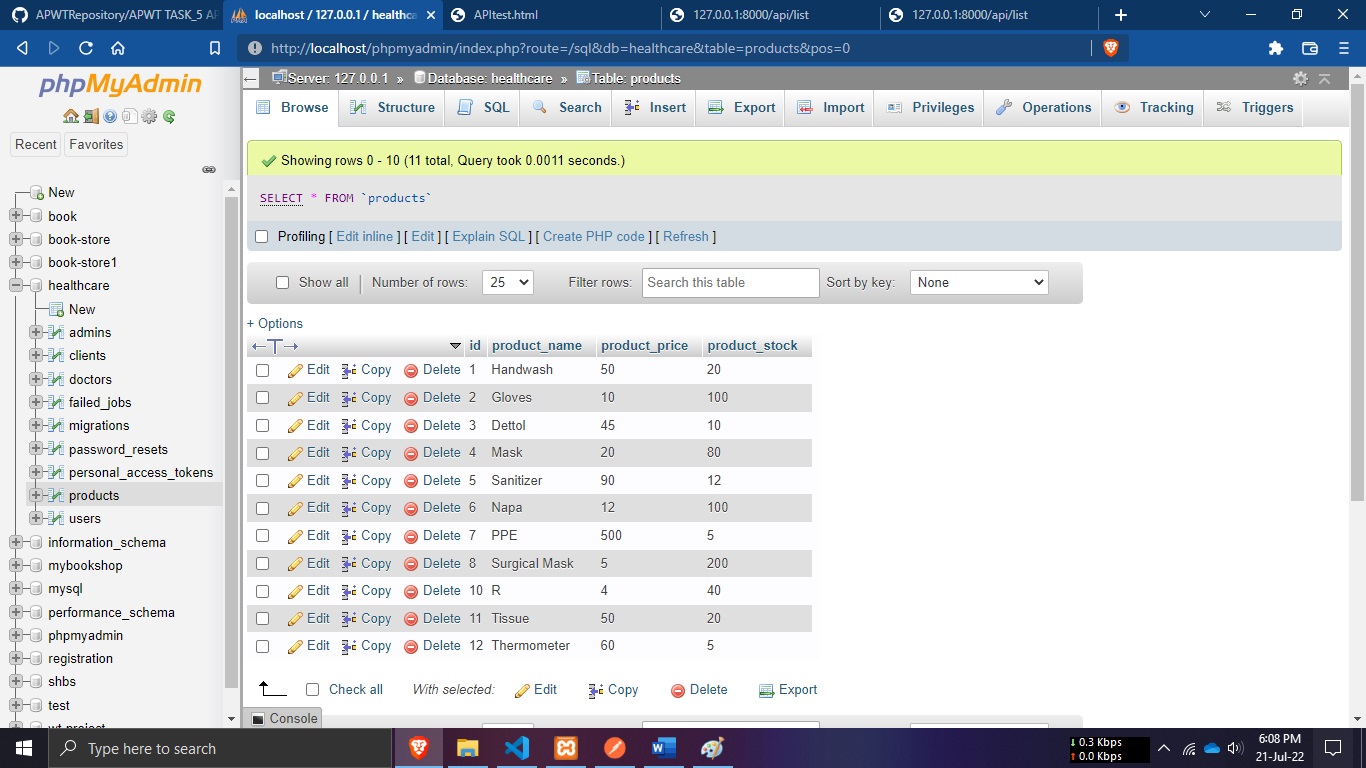 APWTRepository/APWT TASK_5 AP
localhost / 127.0.0.1 / healthca
APItest.html
127.0.0.1:8000/api/list
127.0.0.1:8000/api/list
http://localhost/phpmyadmin/index.php?route=/sql&db=healthcare&table=products&pos=0
phpMyAdmin
Recent
Favorites
New
book
book-store
book-store1
healthcare
New
admins
clients
doctors
failed_jobs
migrations
password_resets
personal_access_tokens
products
users
information_schema
mybookshop
mysql
performance_schema
phpmyadmin
registration
shbs
test
wt-project
Server: 127.0.0.1 » Database: healthcare » Table: products
Browse Structure SQL Search Insert Export Import Privileges Operations Tracking Triggers
Showing rows 0 - 10 (11 total, Query took 0.0011 seconds.)
SELECT * FROM `products`
Profiling [ Edit inline ] [ Edit ] [ Explain SQL ] [ Create PHP code ] [ Refresh ]
Show all Number of rows: 25 Filter rows: Search this table Sort by key: None
+ Options
←T→ id product_name product_price product_stock
Edit Copy Delete 1 Handwash 50 20
Edit Copy Delete 2 Gloves 10 100
Edit Copy Delete 3 Dettol 45 10
Edit Copy Delete 4 Mask 20 80
Edit Copy Delete 5 Sanitizer 90 12
Edit Copy Delete 6 Napa 12 100
Edit Copy Delete 7 PPE 500 5
Edit Copy Delete 8 Surgical Mask 5 200
Edit Copy Delete 10 R 4 40
Edit Copy Delete 11 Tissue 50 20
Edit Copy Delete 12 Thermometer 60 5
Check all With selected: Edit Copy Delete Export
Console
Type here to search
0.3 Kbps
0.0 Kbps
6:08 PM
21-Jul-22